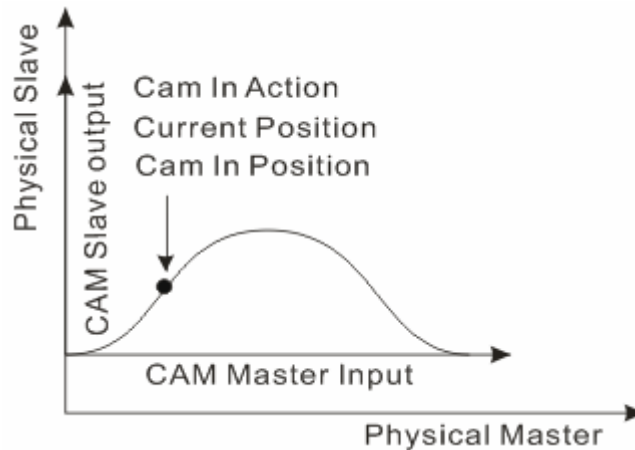 Physical Slave
CAM Slave output
Cam In Action
Current Position
Cam In Position
CAM Master Input
Physical Master